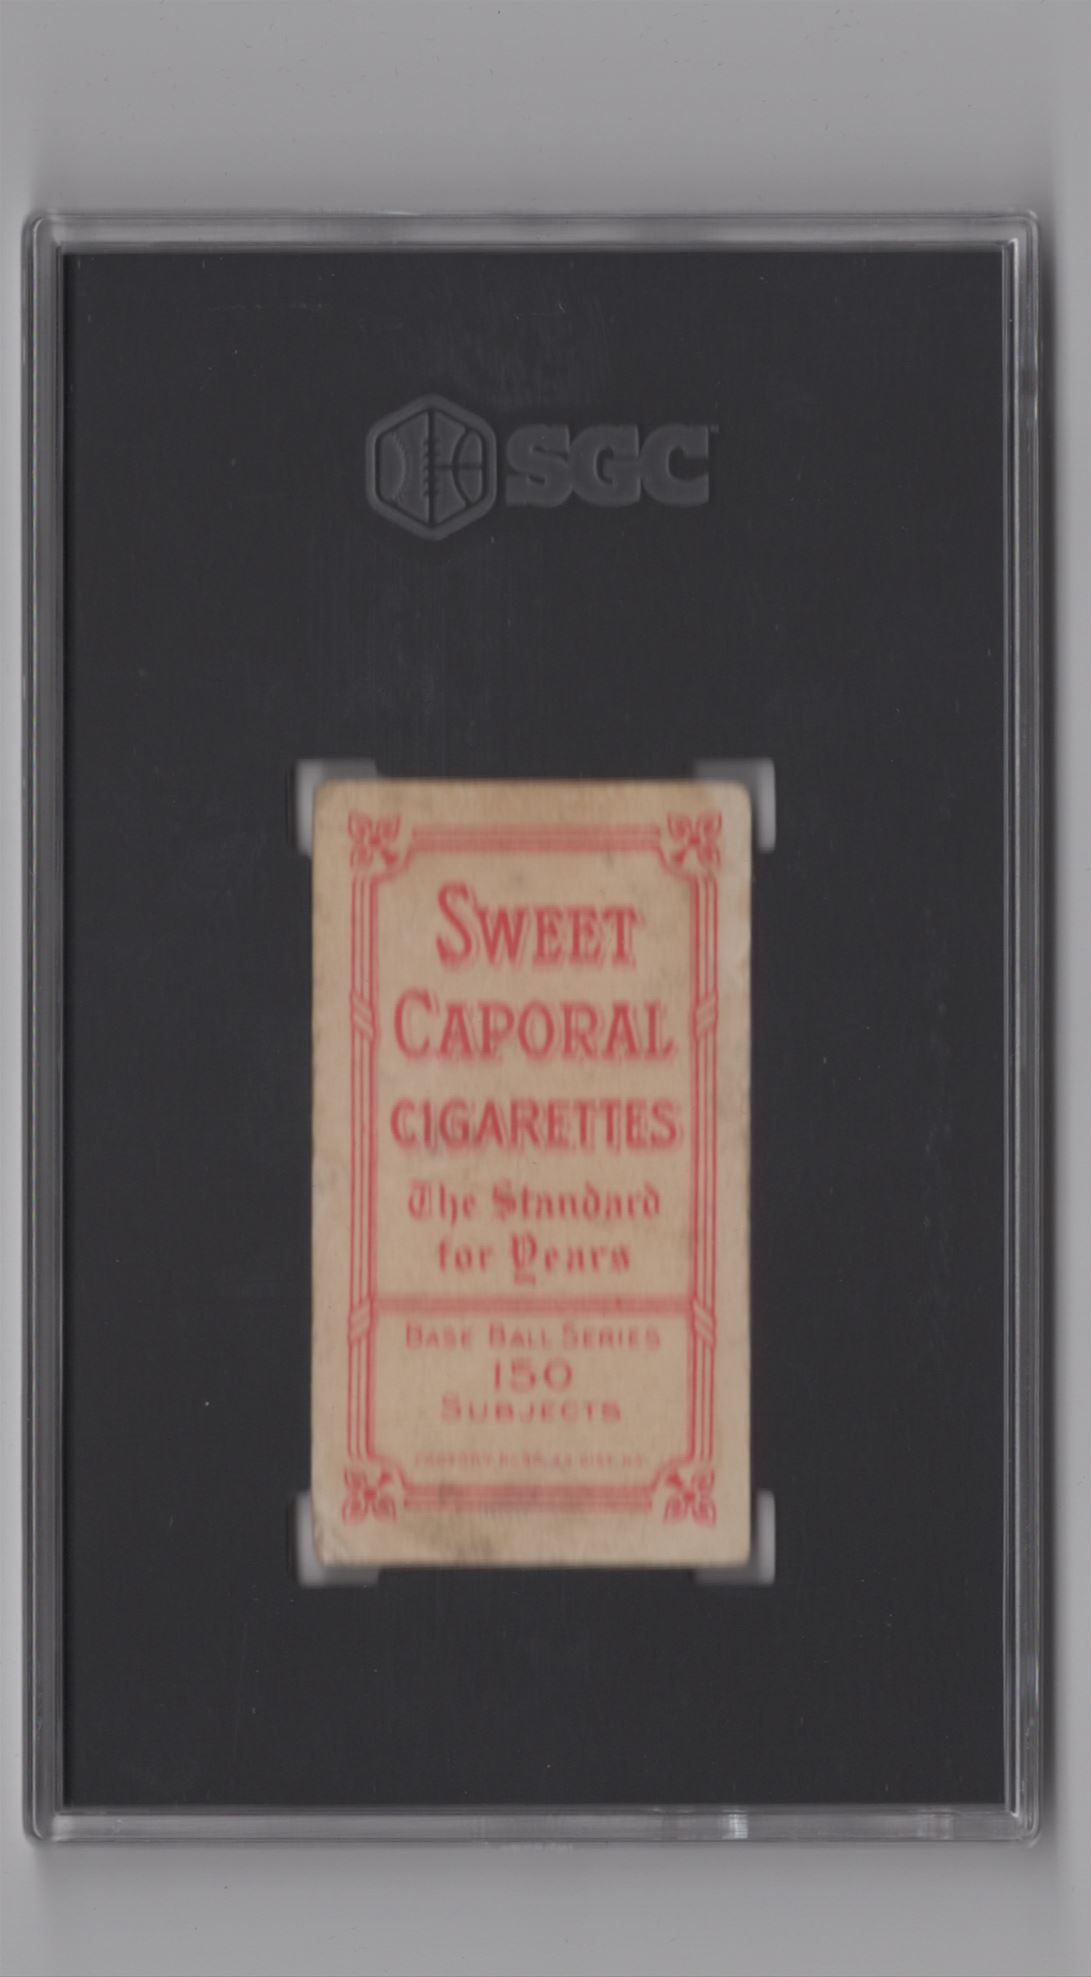 SGC
SWEET
CAPORAL
CIGARETTES
The Standard
for Years
BASE BALL SERIES
150
SUBJECTS